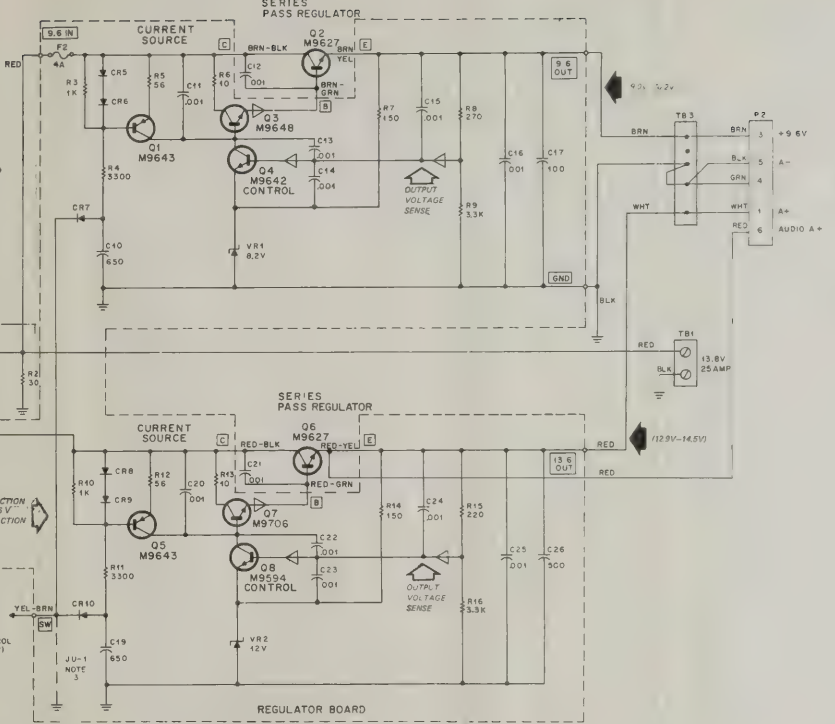 SERIES
PASS REGULATOR
9.6 IN
F2
4A
RED
CURRENT
SOURCE
C
BRN-BLK
Q2
M9627
BRN
YEL
E
9.6
OUT
R3
1K
CR5
CR6
R5
56
C11
.001
R6
10
C12
.001
BRN-
GRN
B
Q3
M9648
Q1
M9643
R7
150
C15
.001
R8
270
TB3
P2
BRN
BRN
3
+9.6V
BLK
5
A-
GRN
4
WHT
WHT
1
A+
RED
6
AUDIO A+
R4
3300
Q4
M9642
CONTROL
C13
.001
C14
.001
C16
.001
C17
100
OUTPUT
VOLTAGE
SENSE
R9
3.3K
CR7
C10
650
VR1
8.2V
GND
BLK
TB1
RED
BLK
13.8V
25AMP
R2
30
SERIES
PASS REGULATOR
CURRENT
SOURCE
C
RED-BLK
Q6
M9627
RED-YEL
E
13.6
OUT
RED
(12.9V-14.5V)
RED
R10
1K
CR8
CR9
R12
56
C20
.001
R13
10
C21
.001
RED-GRN
B
Q7
M9706
Q5
M9643
R14
150
C24
.001
R15
220
R11
3300
Q8
M9594
CONTROL
C22
.001
C23
.001
C25
.001
C26
500
OUTPUT
VOLTAGE
SENSE
R16
3.3K
CTION
CTION
YEL-BRN
SW
CR10
C19
650
VR2
12V
JU-1
NOTE
3
REGULATOR BOARD